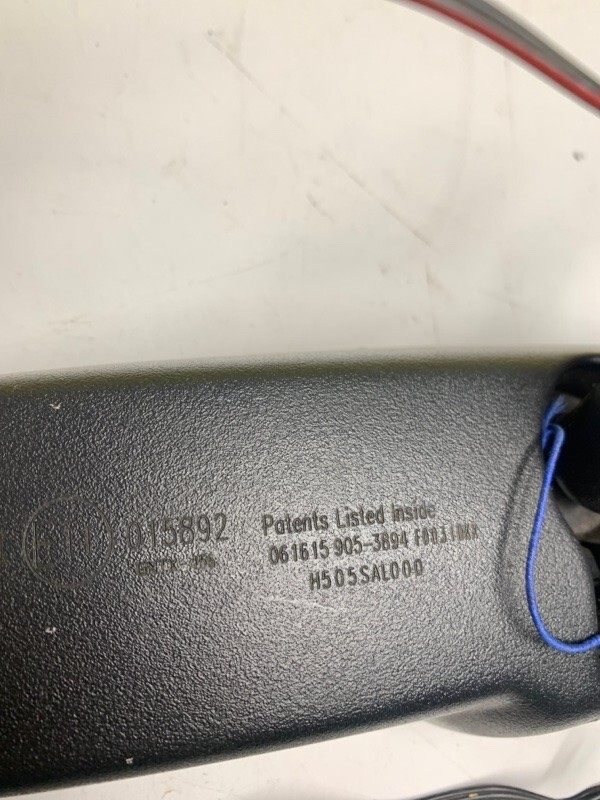 015892
Patents Listed Inside
061615 905-3894
H505SAL000